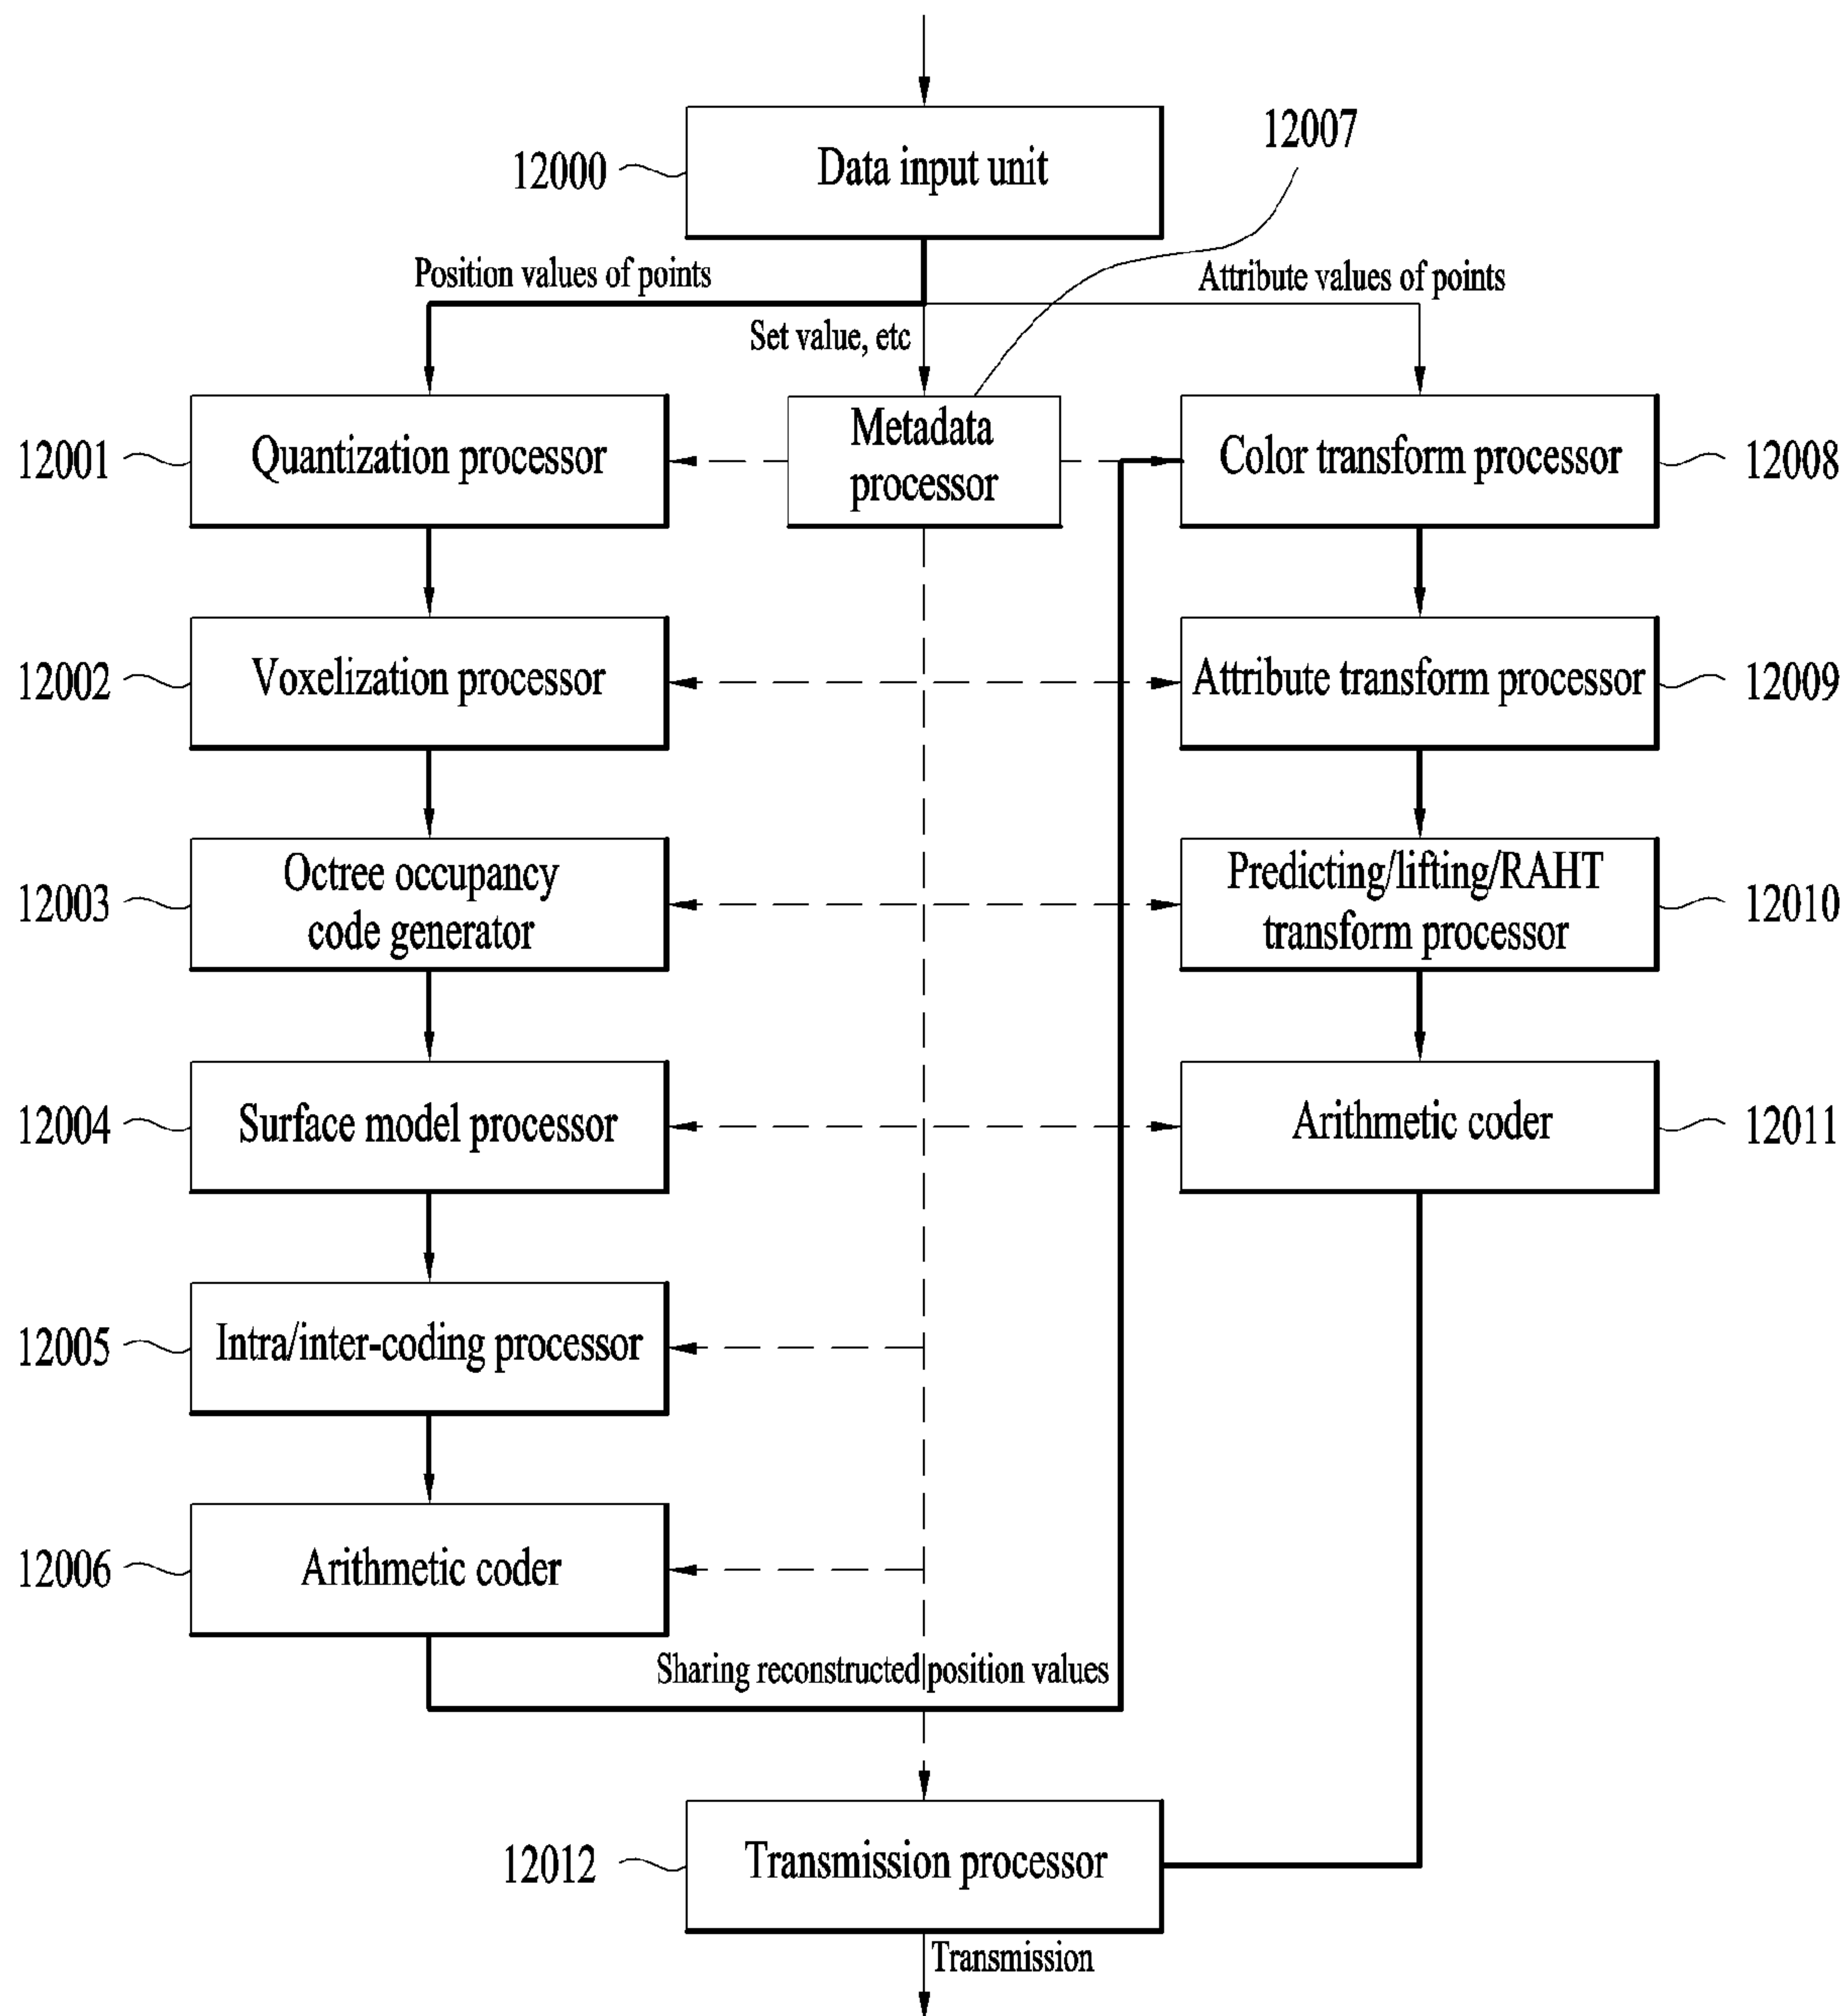 12007
12000
Data input unit
Position values of points
Attribute values of points
Set value, etc
12001
Quantization processor
Metadata
processor
Color transform processor
12008
12002
Voxelization processor
Attribute transform processor
12009
12003
Octree occupancy
code generator
Predicting/lifting/RAHT
transform processor
12010
12004
Surface model processor
Arithmetic coder
12011
12005
Intra/inter-coding processor
12006
Arithmetic coder
Sharing reconstructed position values
12012
Transmission processor
Transmission